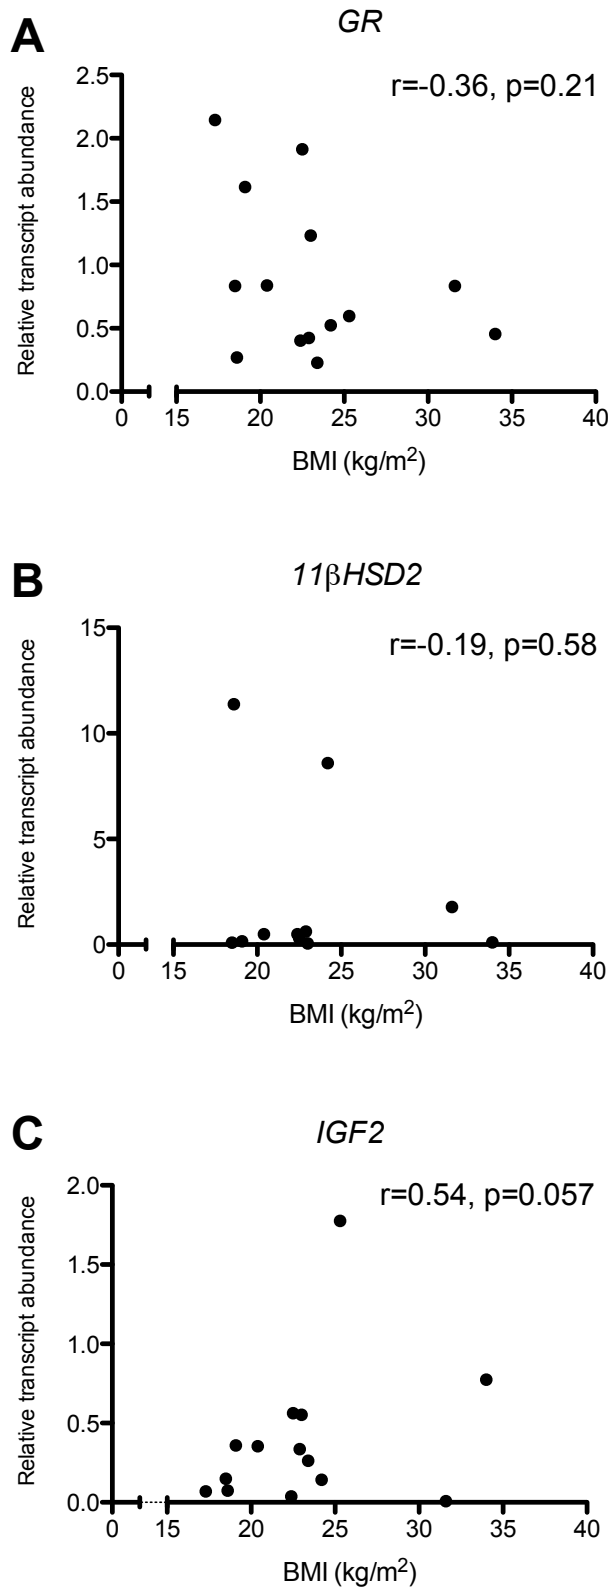 A
GR
r=-0.36, p=0.21
Relative transcript abundance
2.5
2.0
1.5
1.0
0.5
0.0
0 15 20 25 30 35 40
BMI (kg/m²)
B
11βHSD2
r=-0.19, p=0.58
Relative transcript abundance
15
10
5
0
0 15 20 25 30 35 40
BMI (kg/m²)
C
IGF2
r=0.54, p=0.057
Relative transcript abundance
2.0
1.5
1.0
0.5
0.0
0 15 20 25 30 35 40
BMI (kg/m²)